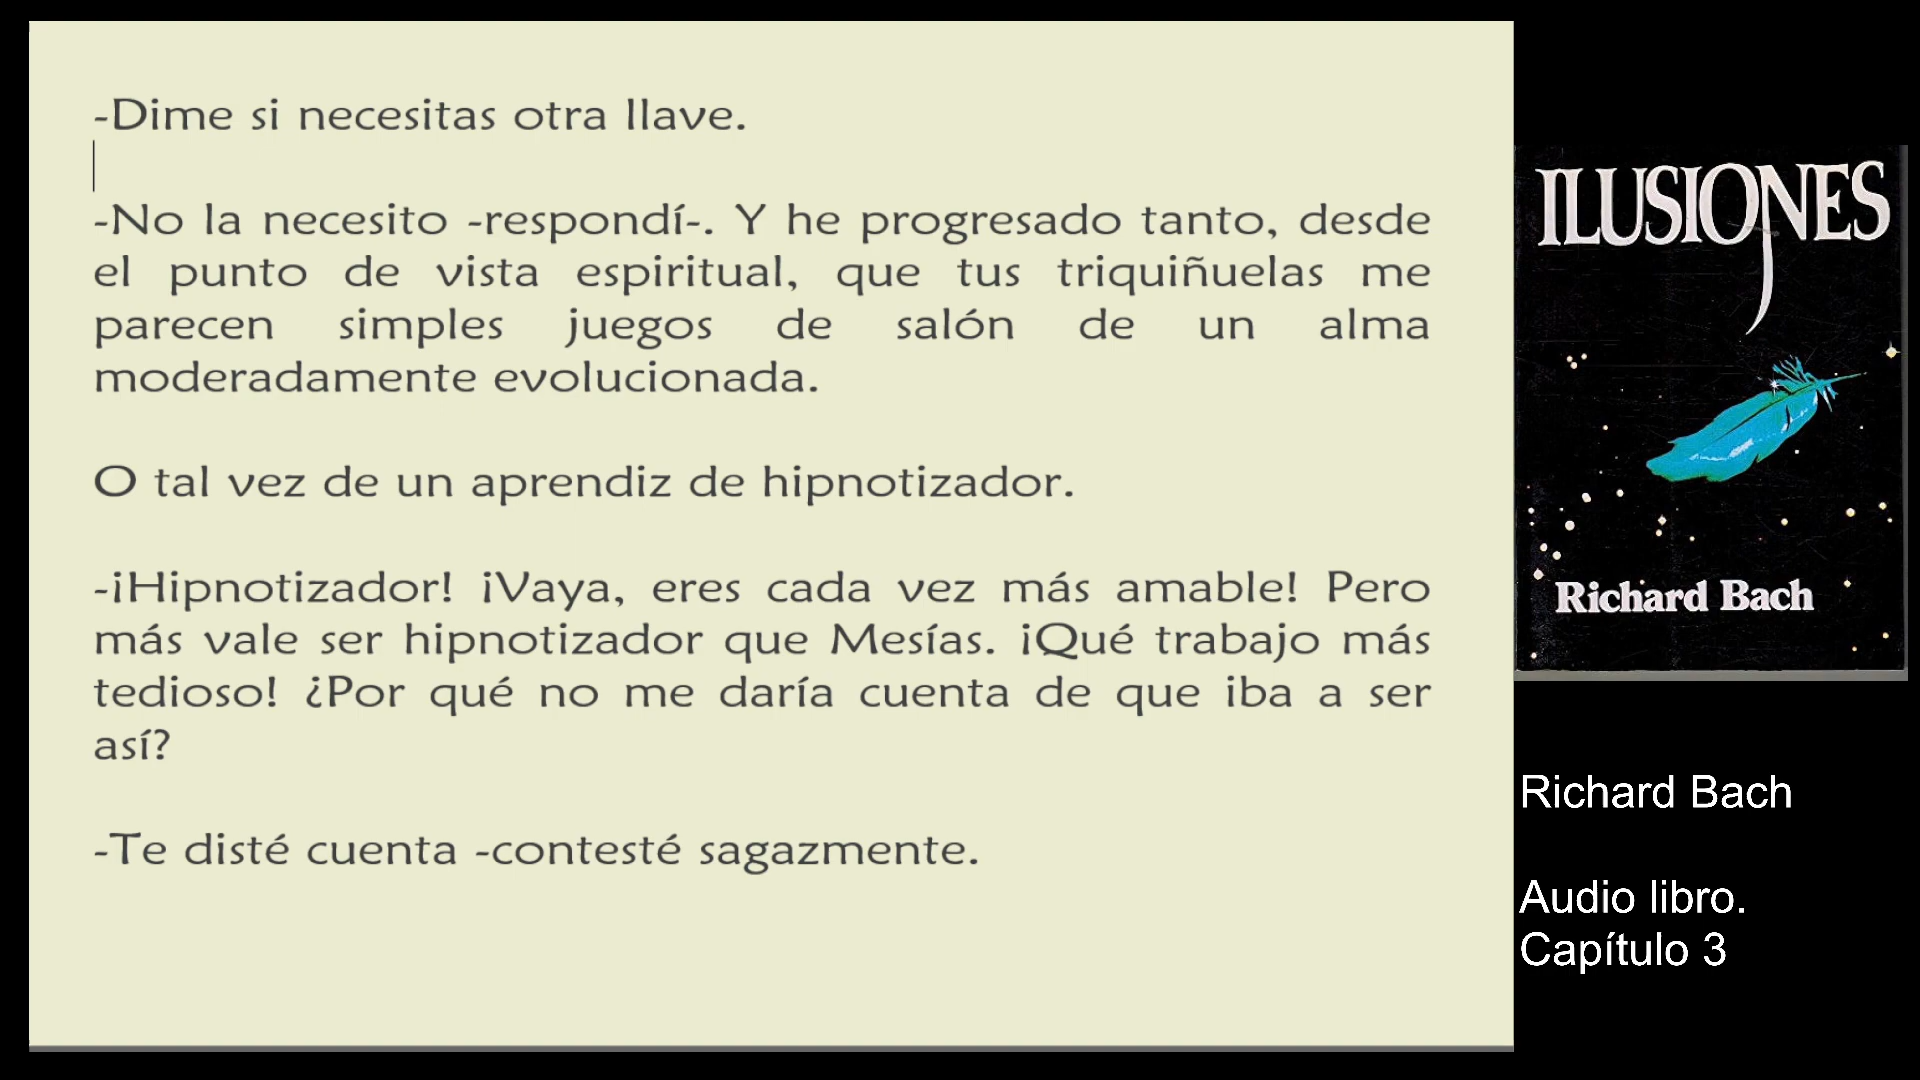 -Dime si necesitas otra llave.
-No la necesito -respondí-. Y he progresado tanto, desde
el punto de vista espiritual, que tus triquiñuelas me
parecen simples juegos de salón de un alma
moderadamente evolucionada.
O tal vez de un aprendiz de hipnotizador.
-¡Hipnotizador! ¡Vaya, eres cada vez más amable! Pero
más vale ser hipnotizador que Mesías. ¡Qué trabajo más
tedioso! ¿Por qué no me daría cuenta de que iba a ser
así?
-Te disté cuenta -contesté sagazmente.
ILUSIONES
Richard Bach
Richard Bach
Audio libro.
Capítulo 3